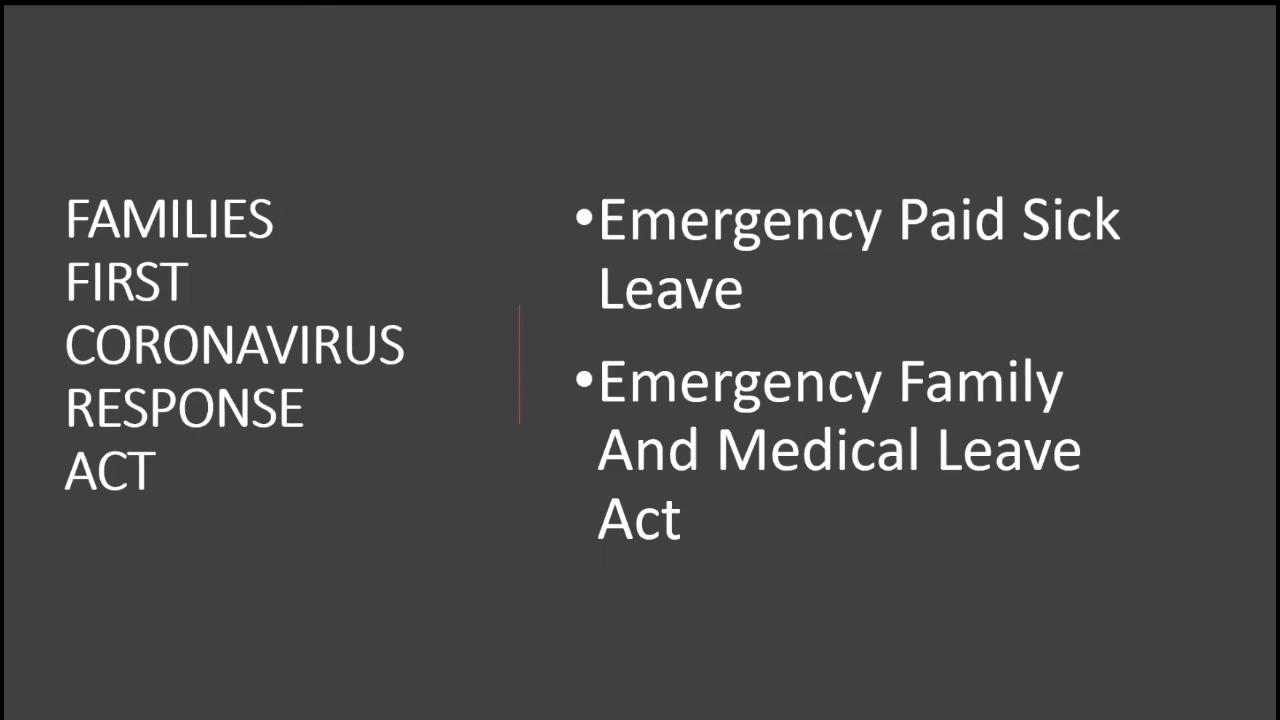 FAMILIES
FIRST
CORONAVIRUS
RESPONSE
ACT
•Emergency Paid Sick
Leave
•Emergency Family
And Medical Leave
Act